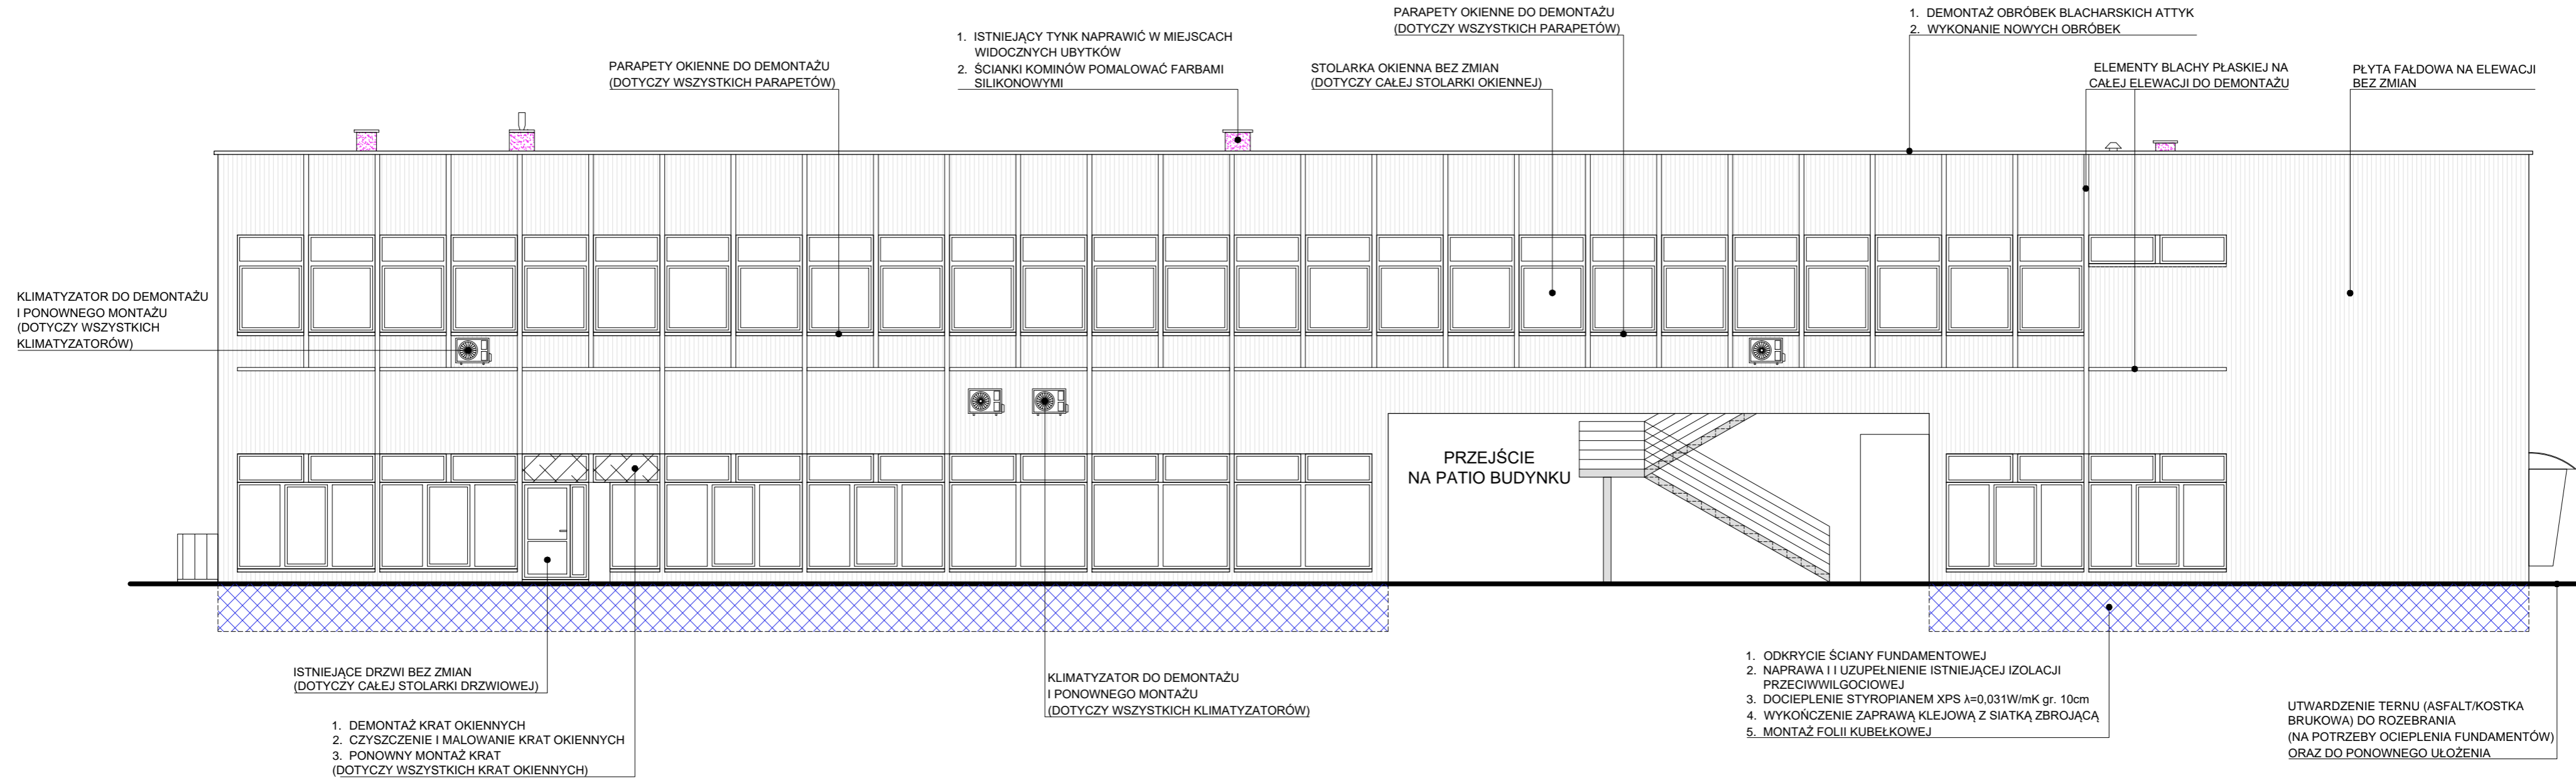 PARAPETY OKIENNE DO DEMONTAŻU
(DOTYCZY WSZYSTKICH PARAPETÓW)
1. ISTNIEJĄCY TYNK NAPRAWIĆ W MIEJSCACH
WIDOCZNYCH UBYTKÓW
2. ŚCIANKI KOMINÓW POMALOWAĆ FARBAMI
SILIKONOWYMI
PARAPETY OKIENNE DO DEMONTAŻU
(DOTYCZY WSZYSTKICH PARAPETÓW)
STOLARKA OKIENNA BEZ ZMIAN
(DOTYCZY CAŁEJ STOLARKI OKIENNEJ)
1. DEMONTAŻ OBRÓBEK BLACHARSKICH ATTYK
2. WYKONANIE NOWYCH OBRÓBEK
ELEMENTY BLACHY PŁASKIEJ NA
CAŁEJ ELEWACJI DO DEMONTAŻU
PŁYTA FAŁDOWA NA ELEWACJI
BEZ ZMIAN
KLIMATYZATOR DO DEMONTAŻU
I PONOWNEGO MONTAŻU
(DOTYCZY WSZYSTKICH
KLIMATYZATORÓW)
PRZEJŚCIE
NA PATIO BUDYNKU
ISTNIEJĄCE DRZWI BEZ ZMIAN
(DOTYCZY CAŁEJ STOLARKI DRZWIOWEJ)
1. DEMONTAŻ KRAT OKIENNYCH
2. CZYSZCZENIE I MALOWANIE KRAT OKIENNYCH
3. PONOWNY MONTAŻ KRAT
(DOTYCZY WSZYSTKICH KRAT OKIENNYCH)
KLIMATYZATOR DO DEMONTAŻU
I PONOWNEGO MONTAŻU
(DOTYCZY WSZYSTKICH KLIMATYZATORÓW)
1. ODKRYCIE ŚCIANY FUNDAMENTOWEJ
2. NAPRAWA I I UZUPEŁNIENIE ISTNIEJĄCEJ IZOLACJI
PRZECIWWILGOCIOWEJ
3. DOCIEPLENIE STYROPIANEM XPS λ=0,031W/mK gr. 10cm
4. WYKOŃCZENIE ZAPRAWĄ KLEJOWĄ Z SIATKĄ ZBROJĄCĄ
5. MONTAŻ FOLII KUBEŁKOWEJ
UTWARDZENIE TERNU (ASFALT/KOSTKA
BRUKOWA) DO ROZEBRANIA
(NA POTRZEBY OCIEPLENIA FUNDAMENTÓW)
ORAZ DO PONOWNEGO UŁOŻENIA